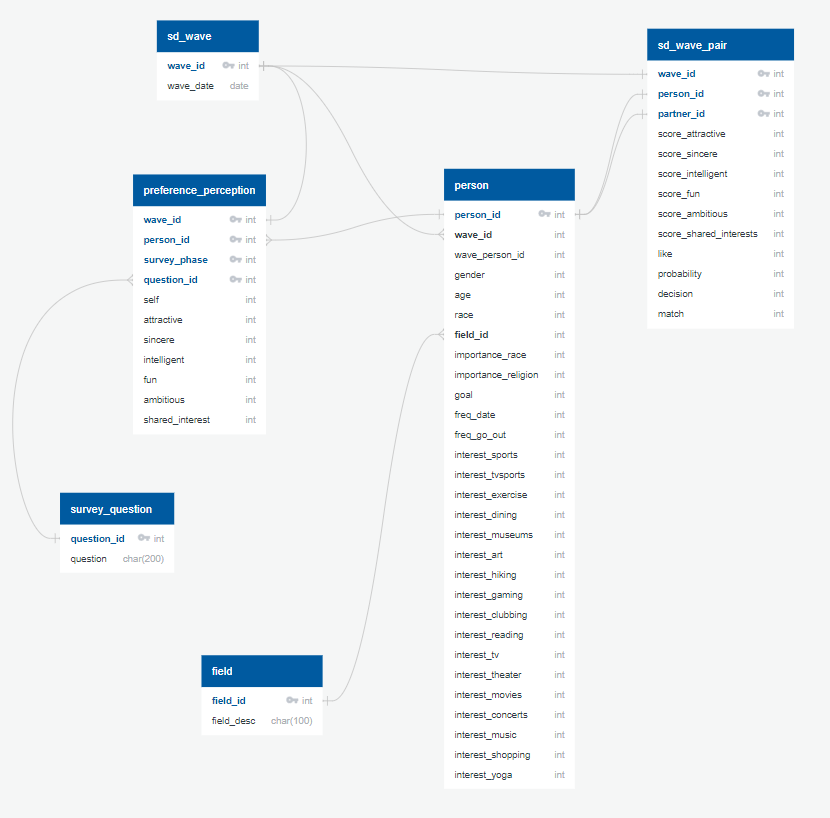 sd_wave
wave_id int
wave_date date
sd_wave_pair
wave_id int
person_id int
partner_id int
score_attractive int
score_sincere int
score_intelligent int
score_fun int
score_ambitious int
score_shared_interests int
like int
probability int
decision int
match int
preference_perception
wave_id int
person_id int
survey_phase int
question_id int
self int
attractive int
sincere int
intelligent int
fun int
ambitious int
shared_interest int
person
person_id int
wave_id int
wave_person_id int
gender int
age int
race int
field_id int
importance_race int
importance_religion int
goal int
freq_date int
freq_go_out int
interest_sports int
interest_tvsports int
interest_exercise int
interest_dining int
interest_museums int
interest_art int
interest_hiking int
interest_gaming int
interest_clubbing int
interest_reading int
interest_tv int
interest_theater int
interest_movies int
interest_concerts int
interest_music int
interest_shopping int
interest_yoga int
survey_question
question_id int
question char(200)
field
field_id int
field_desc char(100)